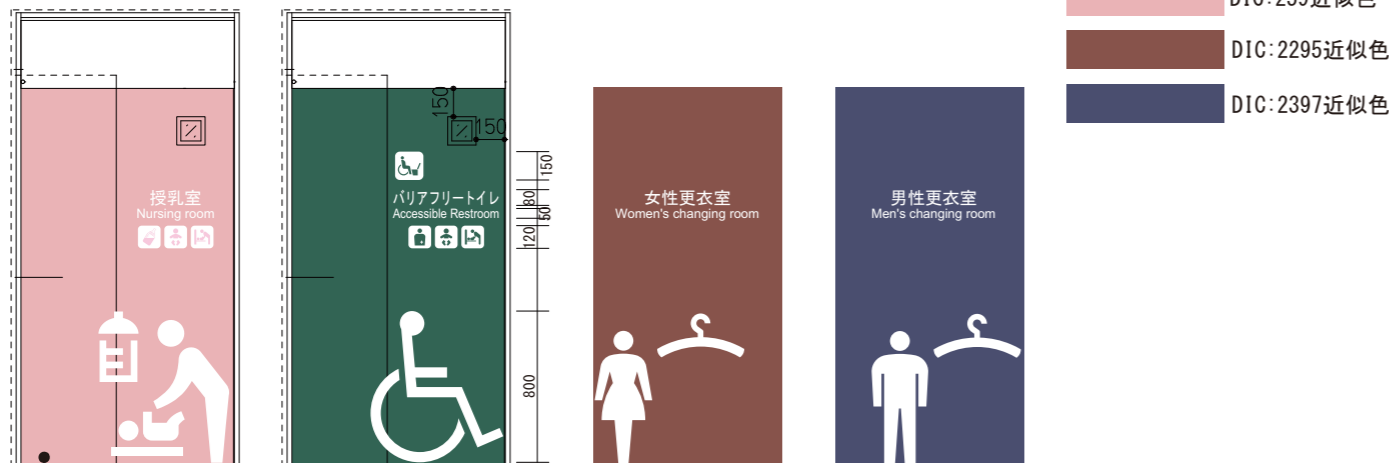 DIC:2295近似色
DIC:2397近似色
授乳室
Nursing room
バリアフリートイレ
Accessible Restroom
女性更衣室
Women's changing room
男性更衣室
Men's changing room
150
150
150
80
50
120
800